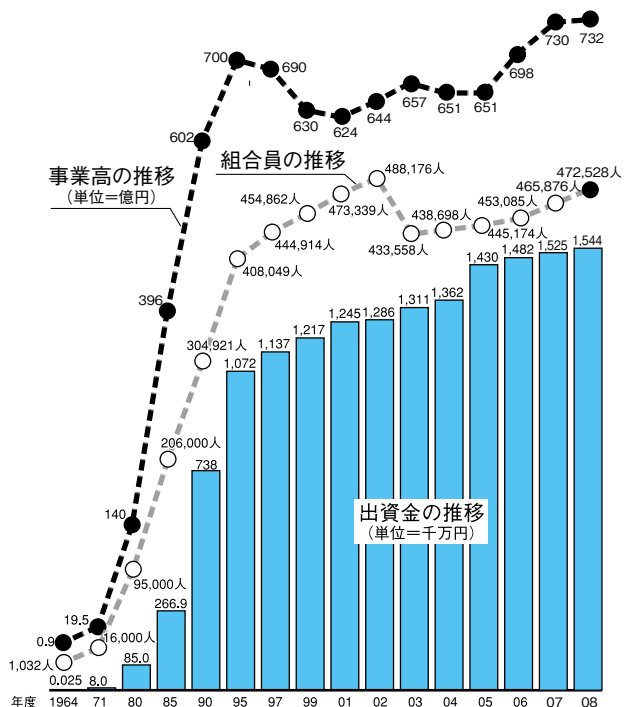 700
690
630
624
644
657
651
651
698
730
732
602
396
140
19.5
0.9
事業高の推移
(単位=億円)
組合員の推移
1,032人
16,000人
95,000人
206,000人
304,921人
408,049人
444,914人
454,862人
473,339人
488,176人
433,558人
438,698人
445,174人
453,085人
465,876人
472,528人
0.025
8.0
85.0
266.9
738
1,072
1,137
1,217
1,245
1,286
1,311
1,362
1,430
1,482
1,525
1,544
出資金の推移
(単位=千万円)
年度 1964 71 80 85 90 95 97 99 01 02 03 04 05 06 07 08